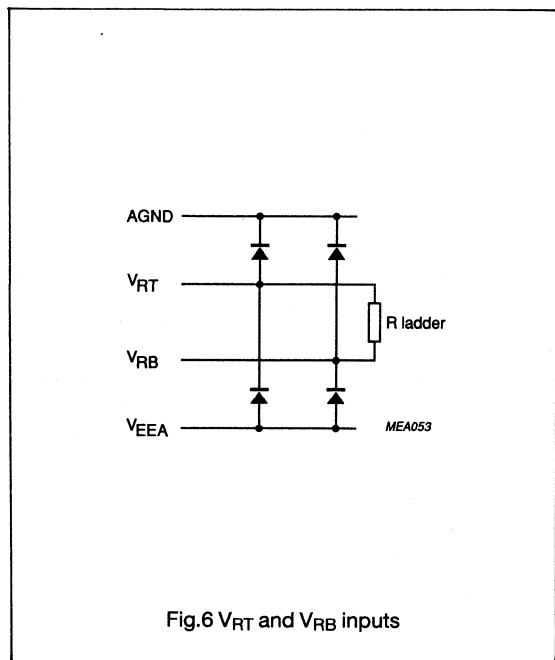 AGND
VRT
R ladder
VRB
VEEA
MEA053
Fig.6 VRT and VRB inputs